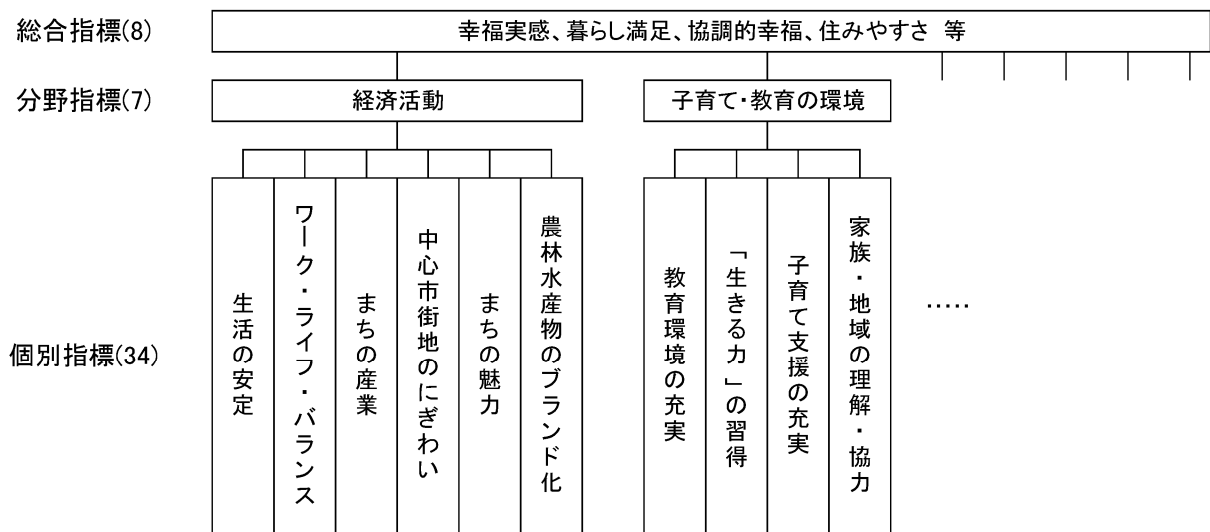 総合指標(8)
幸福実感、暮らし満足、協調的幸福、住みやすさ 等
分野指標(7)
経済活動
子育て・教育の環境
個別指標(34)
生活の安定
ワーク・ライフ・バランス
まちの産業
中心市街地のにぎわい
まちの魅力
農林水産物のブランド化
教育環境の充実
「生きる力」の習得
子育て支援の充実
家族・地域の理解・協力
.....